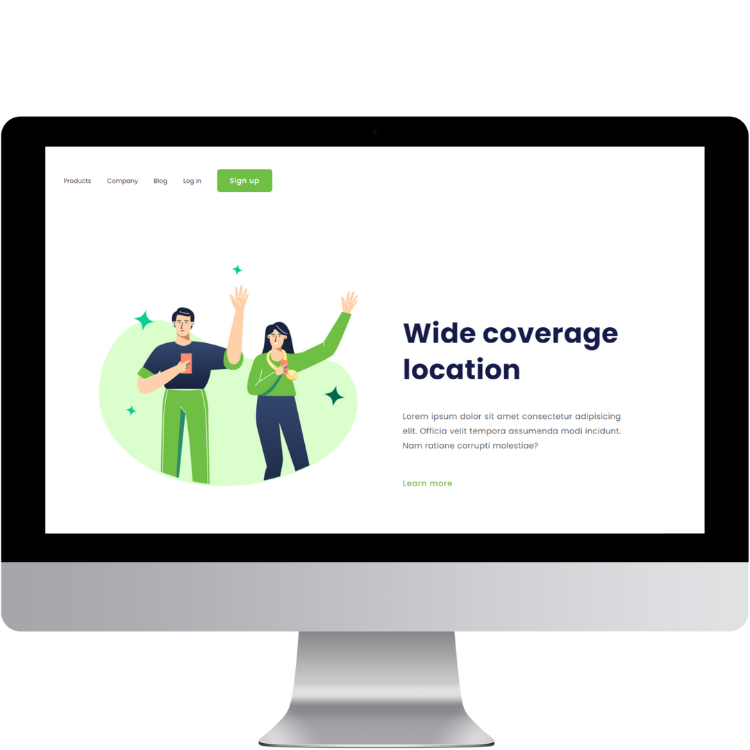 Products Company Blog Log in Sign up
Wide coverage
location
Lorem ipsum dolor sit amet consectetur adipisicing
elit. Officia velit tempora assumenda modi incidunt.
Nam ratione corrupti molestiae?
Learn more